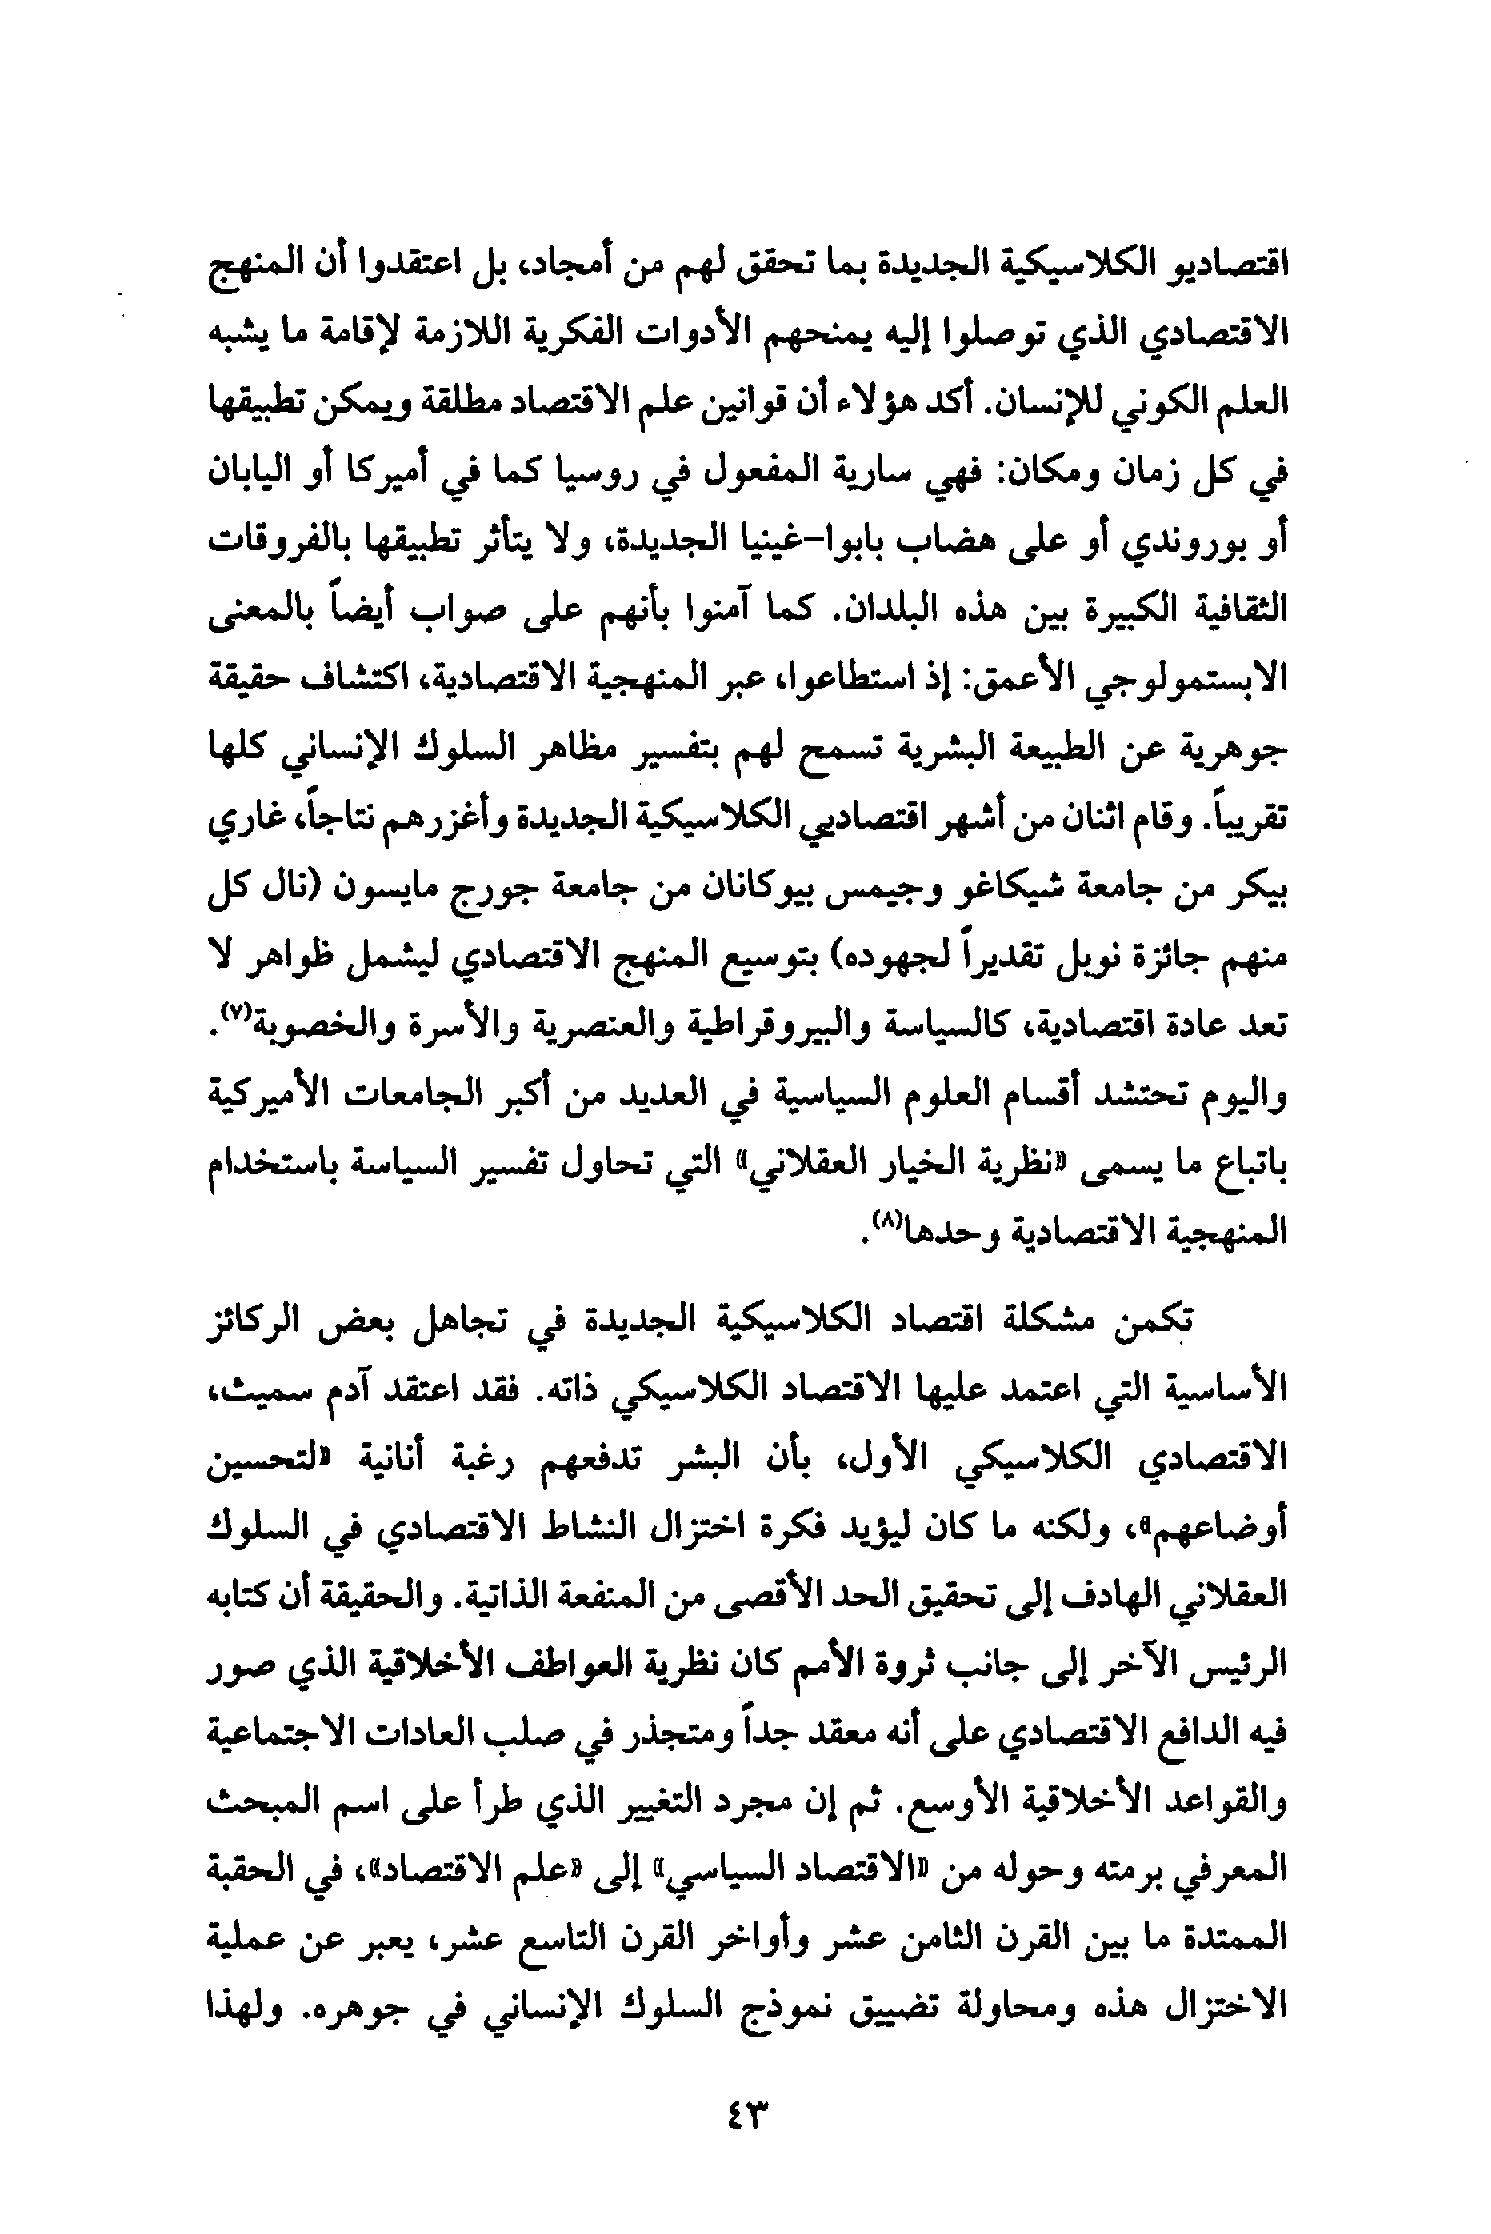 اقتصاديو الكلاسيكية الجديدة بما تحقق لهم من أمجاد، بل اعتقدوا أن المنهج
الاقتصادي الذي توصلوا إليه يمنحهم الأدوات الفكرية اللازمة لإقامة ما يشبه
العلم الكوني للإنسان. أكد هؤلاء أن قوانين علم الاقتصاد مطلقة ويمكن تطبيقها
في كل زمان ومكان: فهي سارية المفعول في روسيا كما في أميركا أو اليابان
أو بوروندي أو على هضاب بابوا-غينيا الجديدة، ولا يتأثر تطبيقها بالفروقات
الثقافية الكبيرة بين هذه البلدان. كما آمنوا بأنهم على صواب أيضاً بالمعنى
الابستمولوجي الأعمق: إذ استطاعوا، عبر المنهجية الاقتصادية، اكتشاف حقيقة
جوهرية عن الطبيعة البشرية تسمح لهم بتفسير مظاهر السلوك الإنساني كلها
تقريباً. وقام اثنان من أشهر اقتصاديي الكلاسيكية الجديدة وأغزرهم نتاجاً، غاري
بيكر من جامعة شيكاغو وجيمس بيوكانان من جامعة جورج مايسون (نال كل
منهم جائزة نوبل تقديراً لجهوده) بتوسيع المنهج الاقتصادي ليشمل ظواهر لا
تعد عادة اقتصادية، كالسياسة والبيروقراطية والعنصرية والأسرة والخصوبة(٧).
واليوم تحتشد أقسام العلوم السياسية في العديد من أكبر الجامعات الأميركية
باتباع ما يسمى «نظرية الخيار العقلاني» التي تحاول تفسير السياسة باستخدام
المنهجية الاقتصادية وحدها(٨).
تكمن مشكلة اقتصاد الكلاسيكية الجديدة في تجاهل بعض الركائز
الأساسية التي اعتمد عليها الاقتصاد الكلاسيكي ذاته. فقد اعتقد آدم سميث،
الاقتصادي الكلاسيكي الأول، بأن البشر تدفعهم رغبة أنانية «لتحسين
أوضاعهم»، ولكنه ما كان ليؤيد فكرة اختزال النشاط الاقتصادي في السلوك
العقلاني الهادف إلى تحقيق الحد الأقصى من المنفعة الذاتية. والحقيقة أن كتابه
الرئيس الآخر إلى جانب ثروة الأمم كان نظرية العواطف الأخلاقية الذي صور
فيه الدافع الاقتصادي على أنه معقد جداً ومتجذر في صلب العادات الاجتماعية
والقواعد الأخلاقية الأوسع. ثم إن مجرد التغيير الذي طرأ على اسم المبحث
المعرفي برمته وحوله من «الاقتصاد السياسي» إلى «علم الاقتصاد»، في الحقبة
الممتدة ما بين القرن الثامن عشر وأواخر القرن التاسع عشر، يعبر عن عملية
الاختزال هذه ومحاولة تضييق نموذج السلوك الإنساني في جوهره. ولهذا
٤٣